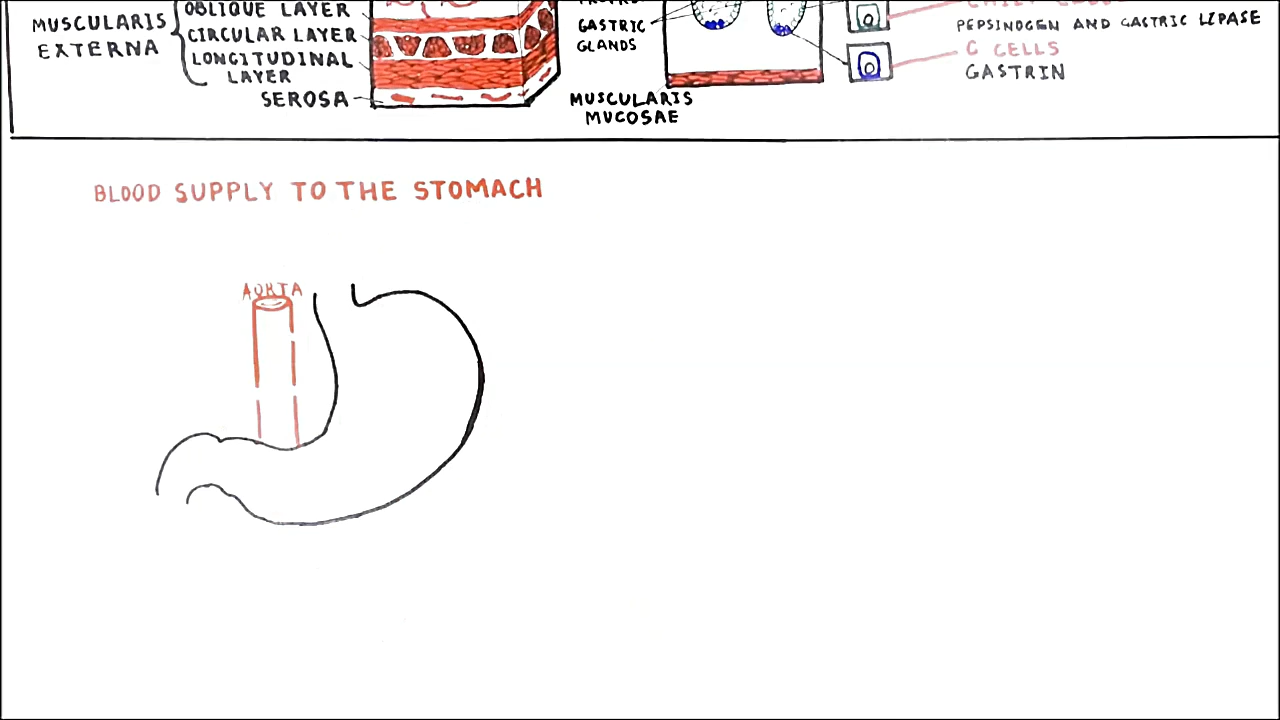 MUSCULARIS
EXTERNA
OBLIQUE LAYER
CIRCULAR LAYER
LONGITUDINAL
LAYER
SEROSA
GASTRIC
GLANDS
MUSCULARIS
MUCOSAE
PEPSINOGEN AND GASTRIC LIPASE
G CELLS
GASTRIN
BLOOD SUPPLY TO THE STOMACH
AORTA